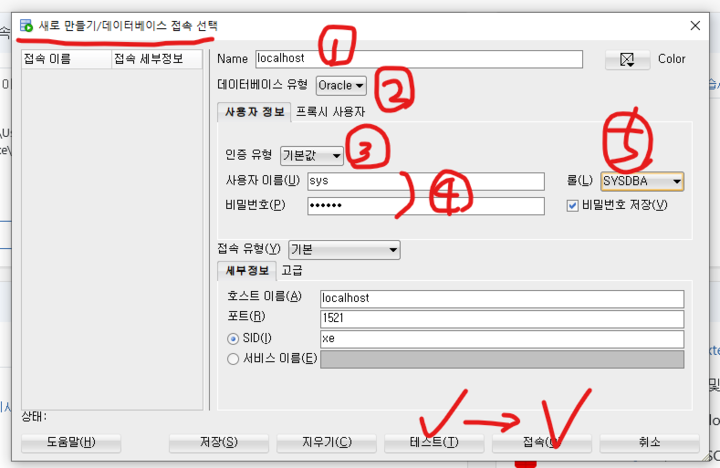 새로 만들기/데이터베이스 접속 선택
접속 이름 접속 세부정보
Name localhost ① Color
데이터베이스 유형 Oracle ②
사용자 정보 프록시 사용자
인증 유형 기본값 ③ 5
사용자 이름(U) sys 롤(L) SYSDBA
④
비밀번호(P) •••••• 비밀번호 저장(V)
접속 유형(Y) 기본
세부정보 고급
호스트 이름(A) localhost
포트(R) 1521
SID(I) xe
서비스 이름(E)
상태:
도움말(H) 저장(S) 지우기(C) 테스트(T) 접속( 취소